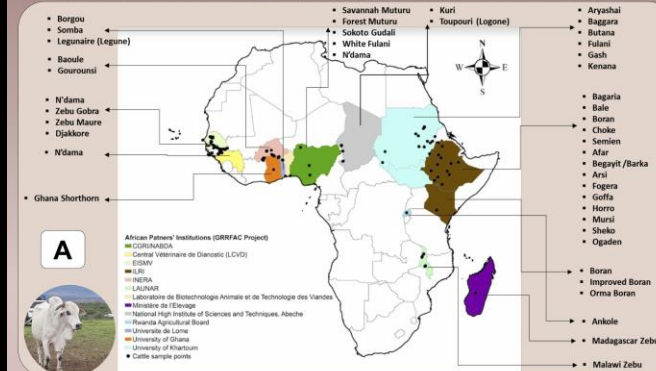 Borgou
Somba
Legunaire (Legune)
Baoule
Gourounsi
N'dama
Zebu Gobra
Zebu Maure
Djakkore
N'dama
Ghana Shorthorn
Savannah Muturu
Forest Muturu
Sokoto Gudali
White Fulani
N'dama
Kuri
Toupouri (Logone)
N
W E
S
Aryashai
Baggara
Butana
Fulani
Gash
Kenana
Bagaria
Bale
Boran
Choke
Semien
Afar
Begayit /Barka
Arsi
Fogera
Goffa
Horro
Mursi
Sheko
Ogaden
Boran
Improved Boran
Orma Boran
Ankole
Madagascar Zebu
Malawi Zebu
A
African Patners' Institutions (GRRFAC Project)
CGRI/NABDA
Central Véterinaire de Dianostic (LCVD)
EISMV
ILRI
INERA
LAUNAR
Laboratoire de Biotechnologie Animales et de Technologie des Viandes
Ministère de l'Elevage
National High Institute of Sciences and Techniques, Abeche
Rwanda Agricultural Board
Universite de Lome
University of Ghana
University of Khartoum
Cattle sample points